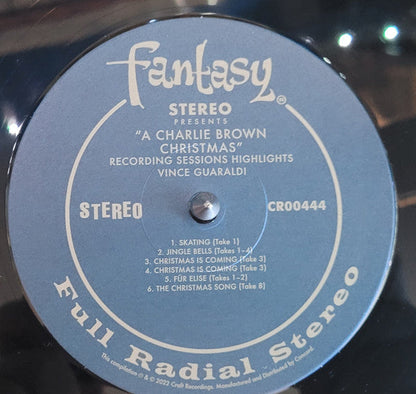 fantasy®
STEREO
PRESENTS
"A CHARLIE BROWN
CHRISTMAS"
RECORDING SESSIONS HIGHLIGHTS
VINCE GUARALDI
STEREO
CR00444
1. SKATING (Take 1)
2. JINGLE BELLS (Takes 1–4)
3. CHRISTMAS IS COMING (Take 3)
4. CHRISTMAS IS COMING (Take 3)
5. FÜR ELISE (Takes 1–2)
6. THE CHRISTMAS SONG (Take 8)
Full Radial Stereo
This compilation ℗ & © 2022 Craft Recordings. Manufactured and Distributed by Concord.